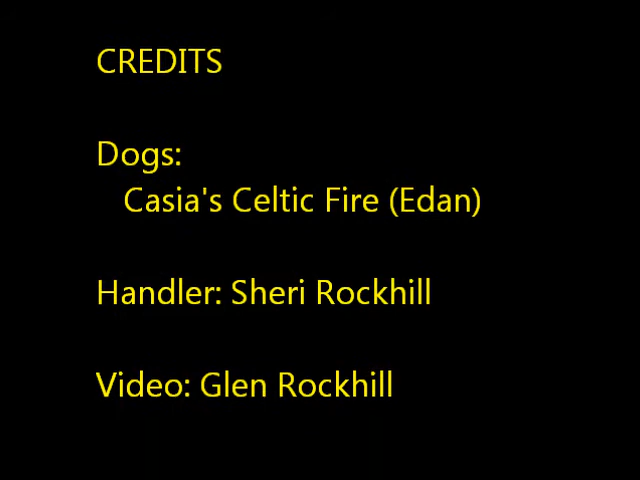 CREDITS
Dogs:
Casia's Celtic Fire (Edan)
Handler: Sheri Rockhill
Video: Glen Rockhill